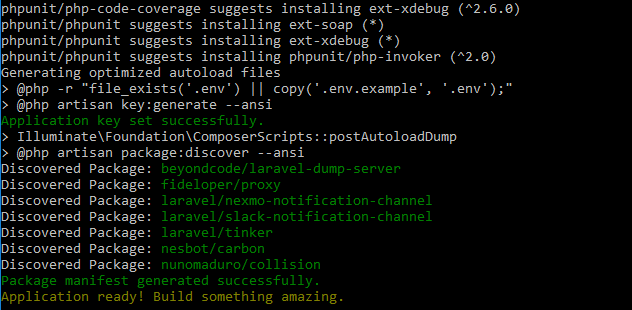 phpunit/php-code-coverage suggests installing ext-xdebug (^2.6.0)
phpunit/phpunit suggests installing ext-soap (*)
phpunit/phpunit suggests installing ext-xdebug (*)
phpunit/phpunit suggests installing phpunit/php-invoker (^2.0)
Generating optimized autoload files
> @php -r "file_exists('.env') || copy('.env.example', '.env');"
> @php artisan key:generate --ansi
Application key set successfully.
> Illuminate\Foundation\ComposerScripts::postAutoloadDump
> @php artisan package:discover --ansi
Discovered Package: beyondcode/laravel-dump-server
Discovered Package: fideloper/proxy
Discovered Package: laravel/nexmo-notification-channel
Discovered Package: laravel/slack-notification-channel
Discovered Package: laravel/tinker
Discovered Package: nesbot/carbon
Discovered Package: nunomaduro/collision
Package manifest generated successfully.
Application ready! Build something amazing.